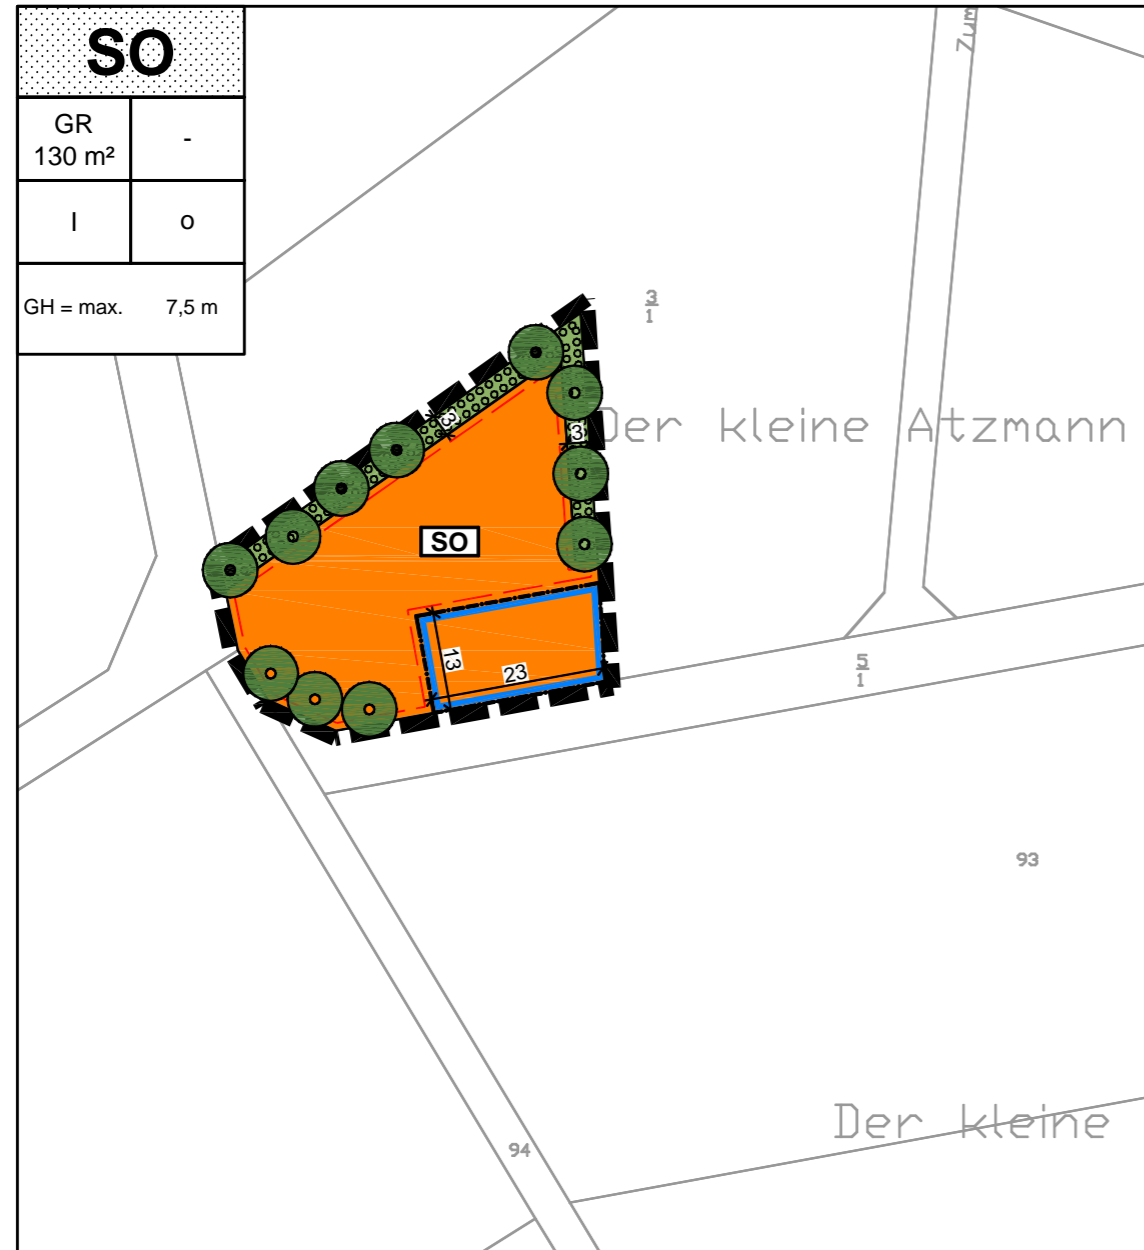 SO
GR
130 m²
-
I
o
GH = max. 7,5 m
Zum
3
1
3
Der kleine Atzmann
3
SO
13
23
5
1
93
Der kleine
94